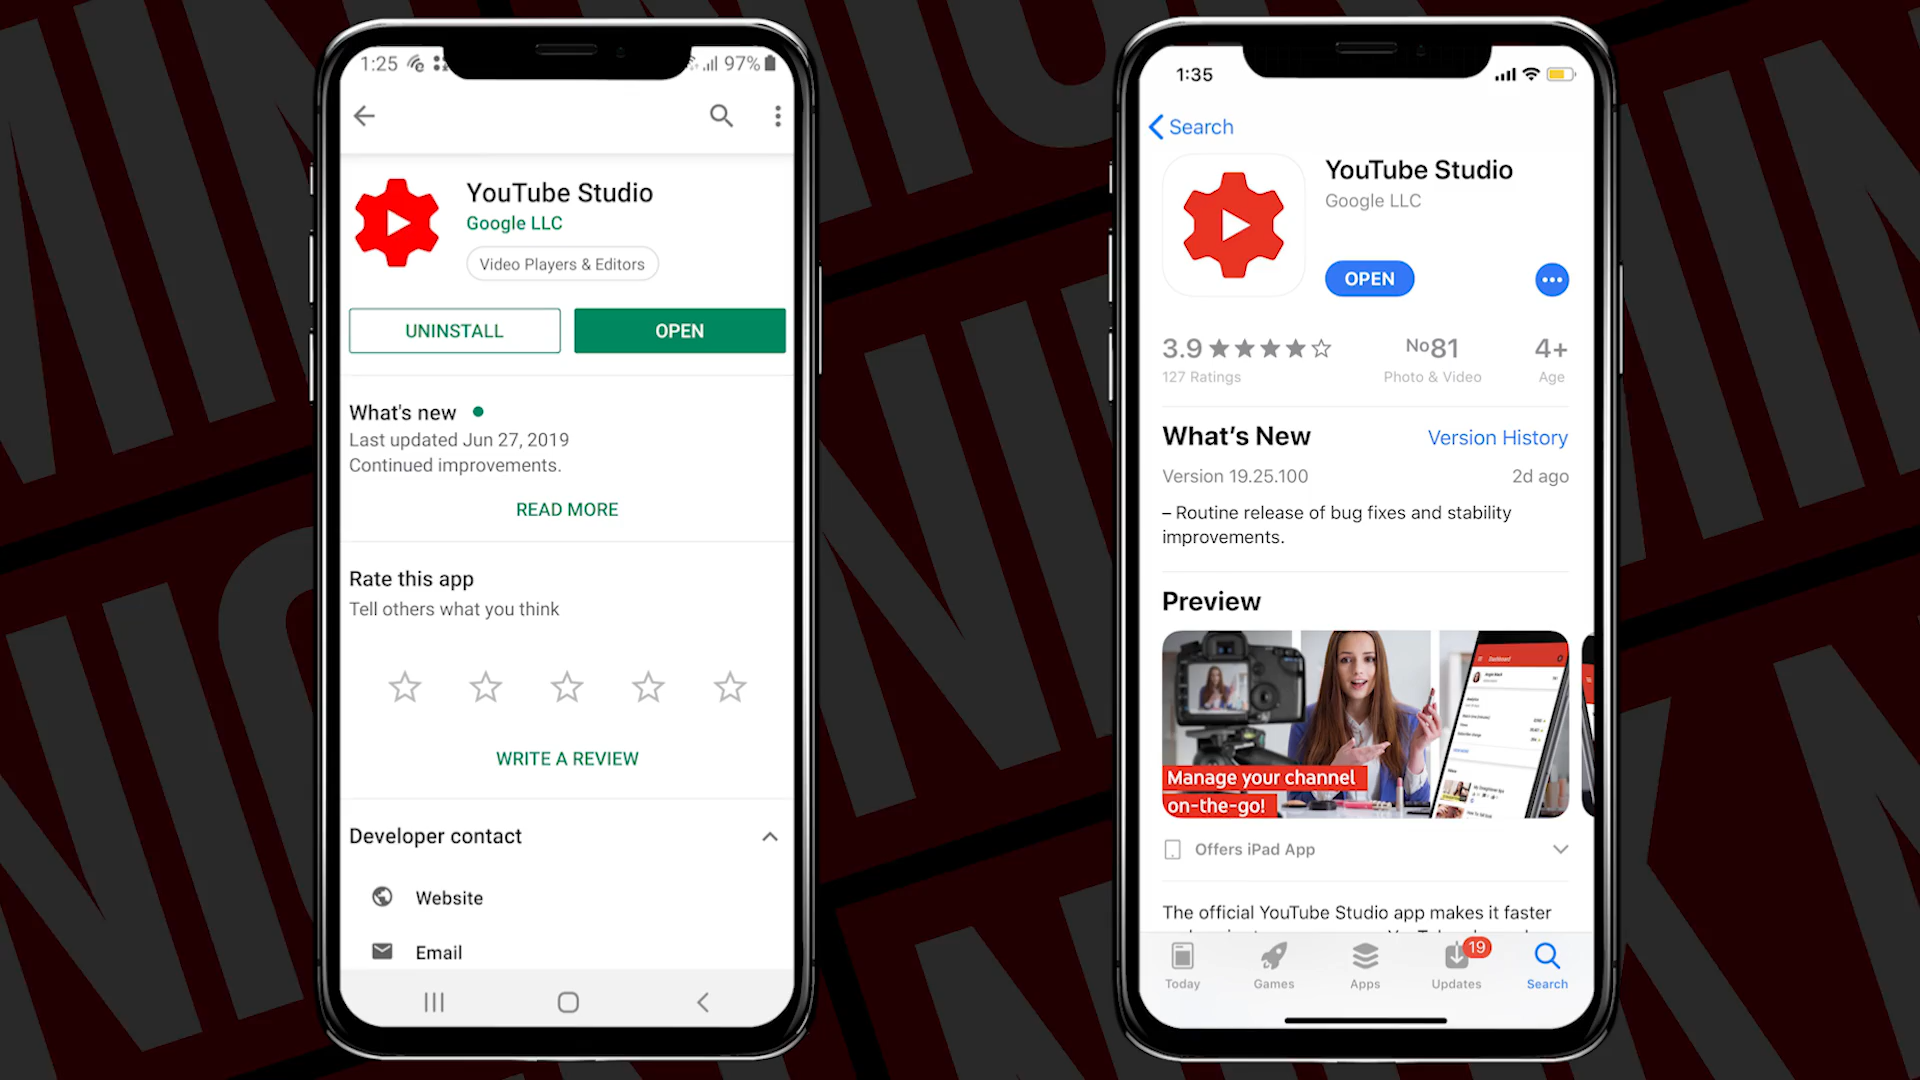 1:25
97%
YouTube Studio
Google LLC
Video Players & Editors
UNINSTALL
OPEN
What's new
Last updated Jun 27, 2019
Continued improvements.
READ MORE
Rate this app
Tell others what you think
WRITE A REVIEW
Developer contact
Website
Email
1:35
Search
YouTube Studio
Google LLC
OPEN
3.9
No81
4+
127 Ratings
Photo & Video
Age
What's New
Version History
Version 19.25.100
2d ago
– Routine release of bug fixes and stability
improvements.
Preview
Dashboard
Manage your channel
on-the-go!
Offers iPad App
The official YouTube Studio app makes it faster
19
Today
Games
Apps
Updates
Search